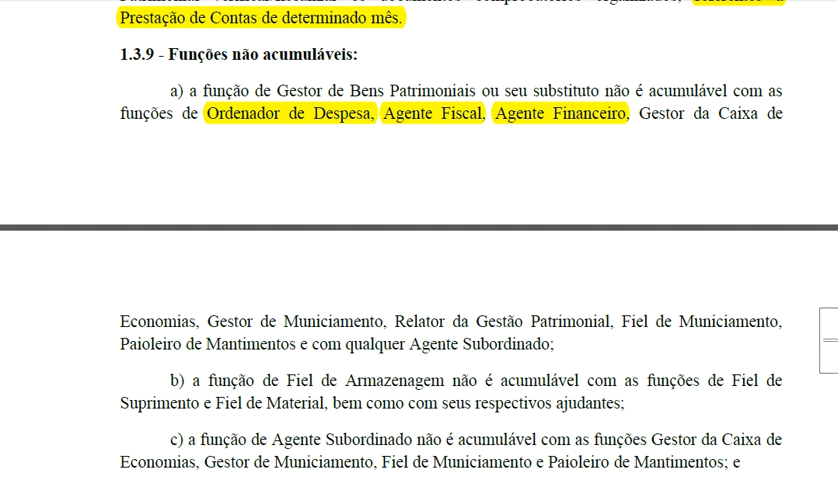 Prestação de Contas de determinado mês.
1.3.9 - Funções não acumuláveis:
a) a função de Gestor de Bens Patrimoniais ou seu substituto não é acumulável com as
funções de Ordenador de Despesa, Agente Fiscal, Agente Financeiro, Gestor da Caixa de
Economias, Gestor de Municiamento, Relator da Gestão Patrimonial, Fiel de Municiamento,
Paioleiro de Mantimentos e com qualquer Agente Subordinado;
b) a função de Fiel de Armazenagem não é acumulável com as funções de Fiel de
Suprimento e Fiel de Material, bem como com seus respectivos ajudantes;
c) a função de Agente Subordinado não é acumulável com as funções Gestor da Caixa de
Economias, Gestor de Municiamento, Fiel de Municiamento e Paioleiro de Mantimentos; e